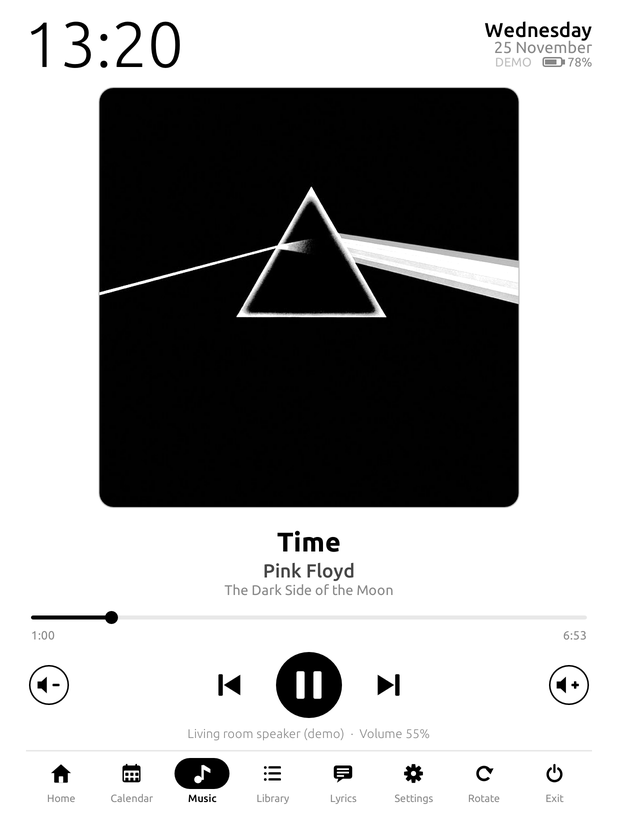 13:20
Wednesday
25 November
DEMO 78%
Time
Pink Floyd
The Dark Side of the Moon
1:00 6:53
Living room speaker (demo) · Volume 55%
Home Calendar Music Library Lyrics Settings Rotate Exit